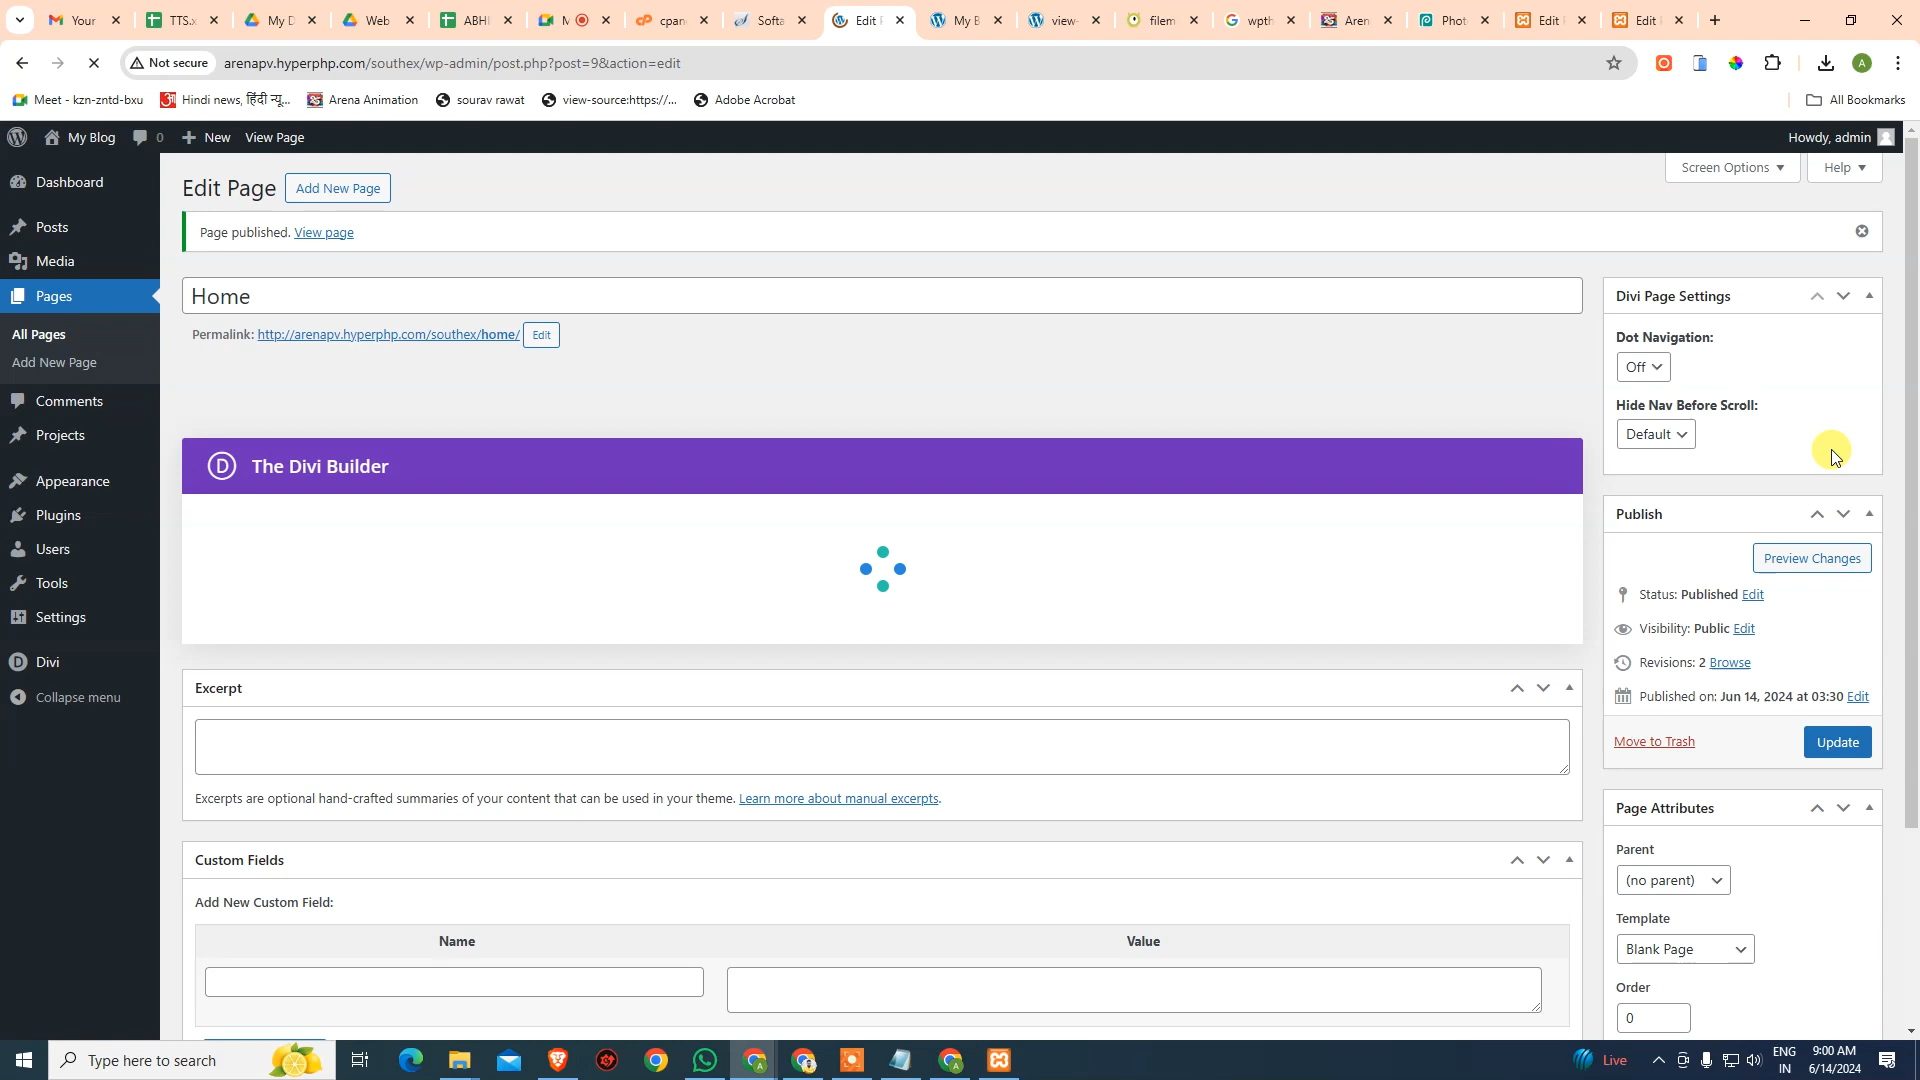 Your
TTS.x
My D
Web
ABHI
M
cpan
Softa
Edit P
My B
view-
filem
wpth
Aren
Phot
Edit
Edit
Not secure
arenapv.hyperphp.com/southex/wp-admin/post.php?post=9&action=edit
A
Meet - kzn-zntd-bxu
Hindi news, हिंदी न्यू...
Arena Animation
sourav rawat
view-source:https://...
Adobe Acrobat
All Bookmarks
My Blog
0
New
View Page
Howdy, admin
Dashboard
Posts
Media
Pages
All Pages
Add New Page
Comments
Projects
Appearance
Plugins
Users
Tools
Settings
Divi
Collapse menu
Screen Options
Help
Edit Page
Add New Page
Page published. View page
Home
Permalink: http://arenapv.hyperphp.com/southex/home/ Edit
D The Divi Builder
Excerpt
Excerpts are optional hand-crafted summaries of your content that can be used in your theme. Learn more about manual excerpts.
Custom Fields
Add New Custom Field:
Name
Value
Divi Page Settings
Dot Navigation:
Off
Hide Nav Before Scroll:
Default
Publish
Preview Changes
Status: Published Edit
Visibility: Public Edit
Revisions: 2 Browse
Published on: Jun 14, 2024 at 03:30 Edit
Move to Trash
Update
Page Attributes
Parent
(no parent)
Template
Blank Page
Order
0
Type here to search
Live
ENG
IN
9:00 AM
6/14/2024